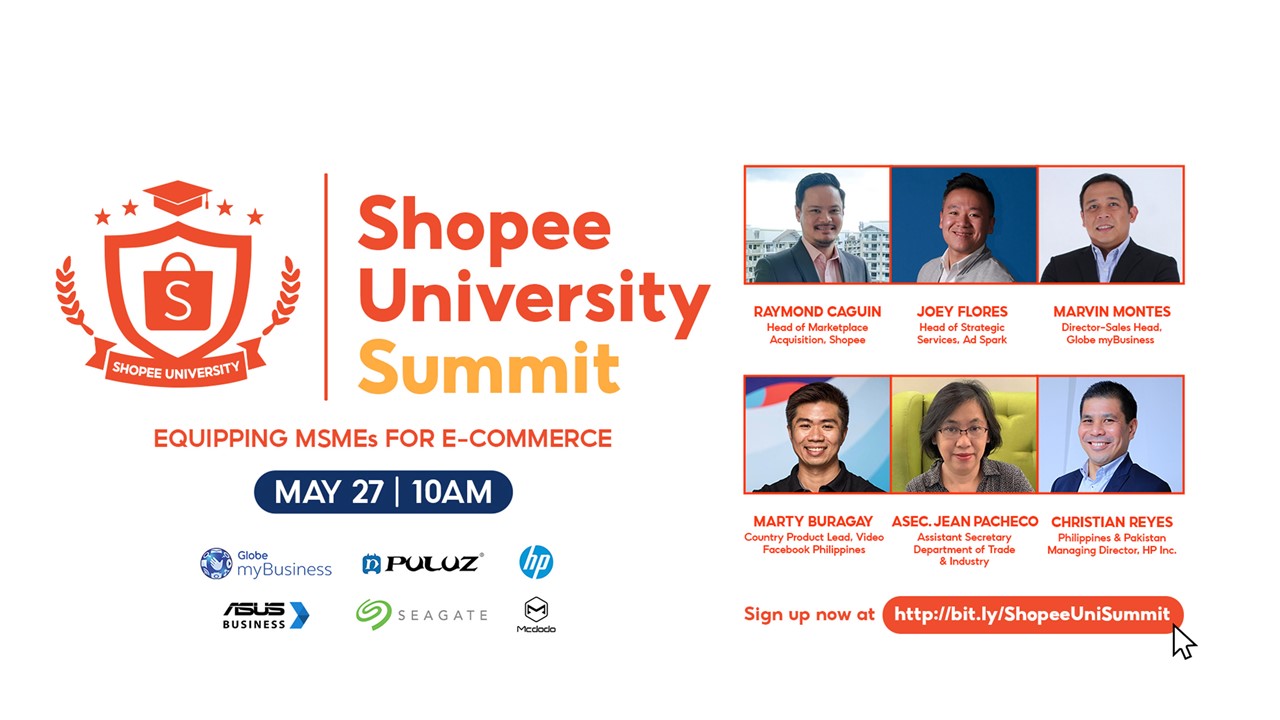 S
SHOPEE UNIVERSITY
Shopee
University
Summit
EQUIPPING MSMEs FOR E-COMMERCE
MAY 27 | 10AM
Globe
myBusiness
PULUZ®
hp
ASUS
BUSINESS
SEAGATE
Mcdodo
RAYMOND CAGUIN
Head of Marketplace
Acquisition, Shopee
JOEY FLORES
Head of Strategic
Services, Ad Spark
MARVIN MONTES
Director-Sales Head,
Globe myBusiness
MARTY BURAGAY
Country Product Lead, Video
Facebook Philippines
ASEC. JEAN PACHECO
Assistant Secretary
Department of Trade
& Industry
CHRISTIAN REYES
Philippines & Pakistan
Managing Director, HP Inc.
Sign up now at http://bit.ly/ShopeeUniSummit